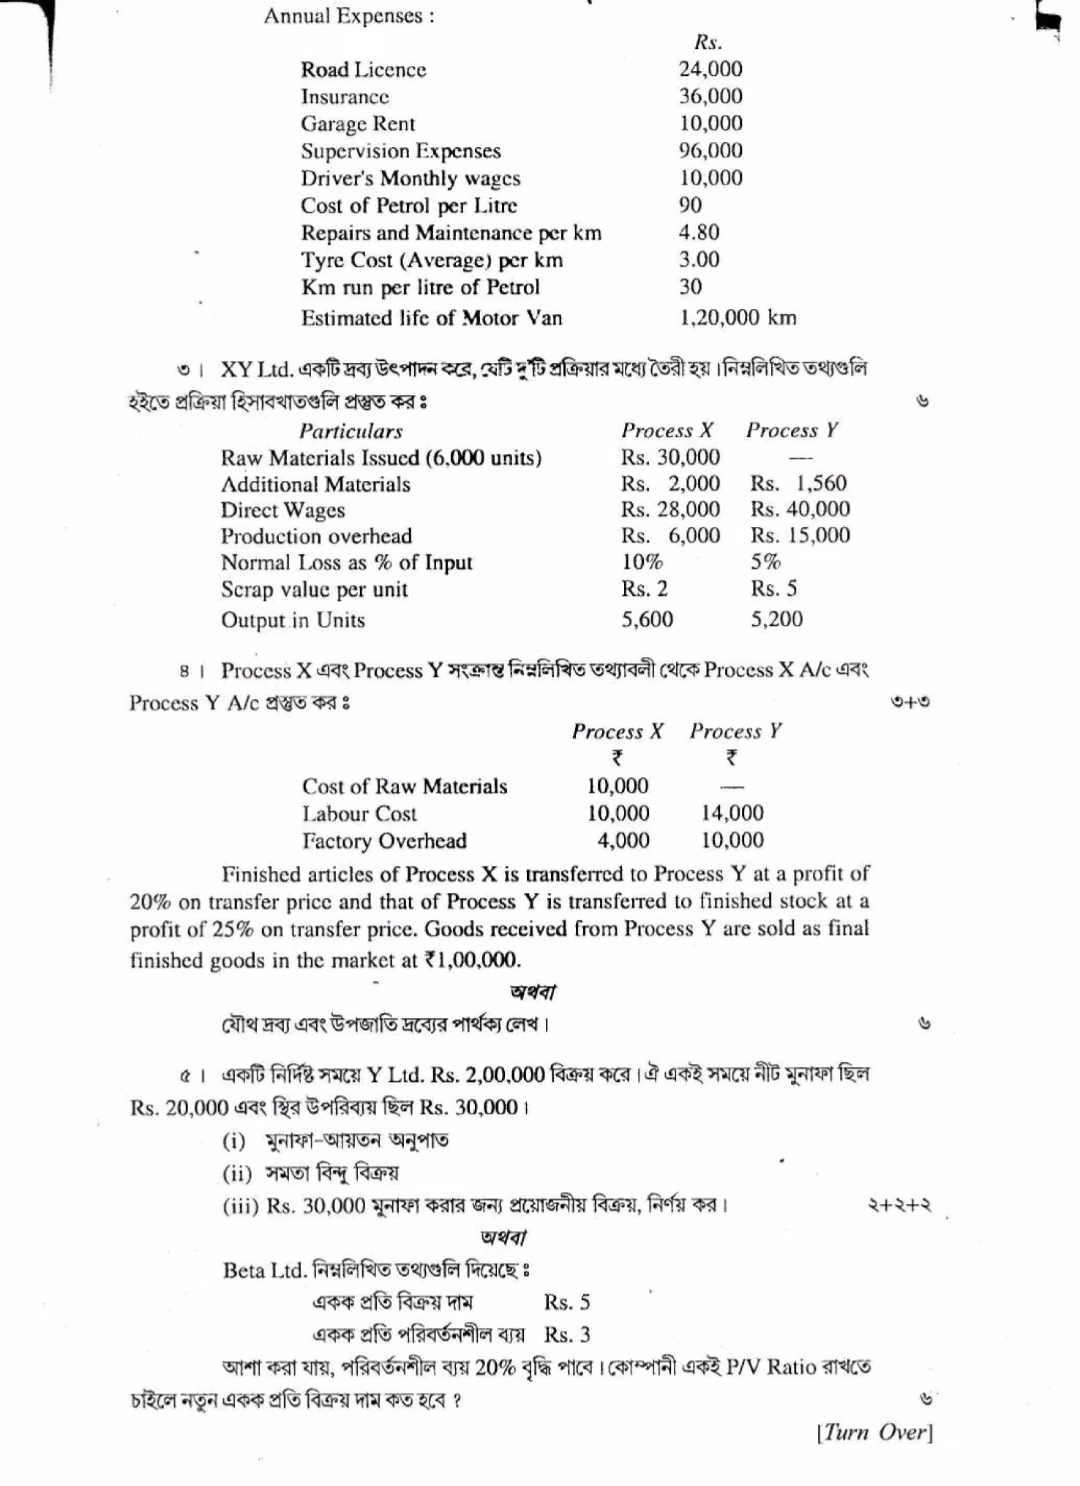 Annual Expenses :
Rs.
Road Licence 24,000
Insurance 36,000
Garage Rent 10,000
Supervision Expenses 96,000
Driver's Monthly wages 10,000
Cost of Petrol per Litre 90
Repairs and Maintenance per km 4.80
Tyre Cost (Average) per km 3.00
Km run per litre of Petrol 30
Estimated life of Motor Van 1,20,000 km
৩। XY Ltd. একটি দ্রব্য উৎপাদন করে, যেটি দু'টি প্রক্রিয়ার মধ্যে তৈরী হয়। নিম্নলিখিত তথ্যগুলি
হইতে প্রক্রিয়া হিসাবখাতগুলি প্রস্তুত কর ঃ ৬
Particulars Process X Process Y
Raw Materials Issued (6,000 units) Rs. 30,000 —
Additional Materials Rs. 2,000 Rs. 1,560
Direct Wages Rs. 28,000 Rs. 40,000
Production overhead Rs. 6,000 Rs. 15,000
Normal Loss as % of Input 10% 5%
Scrap value per unit Rs. 2 Rs. 5
Output in Units 5,600 5,200
৪। Process X এবং Process Y সংক্রান্ত নিম্নলিখিত তথ্যাবলী থেকে Process X A/c এবং
Process Y A/c প্রস্তুত কর ঃ ৩+৩
Process X Process Y
₹ ₹
Cost of Raw Materials 10,000 —
Labour Cost 10,000 14,000
Factory Overhead 4,000 10,000
Finished articles of Process X is transferred to Process Y at a profit of
20% on transfer price and that of Process Y is transferred to finished stock at a
profit of 25% on transfer price. Goods received from Process Y are sold as final
finished goods in the market at ₹1,00,000.
অথবা
যৌথ দ্রব্য এবং উপজাতি দ্রব্যের পার্থক্য লেখ। ৬
৫। একটি নির্দিষ্ট সময়ে Y Ltd. Rs. 2,00,000 বিক্রয় করে। ঐ একই সময়ে নীট মুনাফা ছিল
Rs. 20,000 এবং স্থির উপরিব্যয় ছিল Rs. 30,000।
(i) মুনাফা-আয়তন অনুপাত
(ii) সমতা বিন্দু বিক্রয়
(iii) Rs. 30,000 মুনাফা করার জন্য প্রয়োজনীয় বিক্রয়, নির্ণয় কর। ২+২+২
অথবা
Beta Ltd. নিম্নলিখিত তথ্যগুলি দিয়েছে ঃ
একক প্রতি বিক্রয় দাম Rs. 5
একক প্রতি পরিবর্তনশীল ব্যয় Rs. 3
আশা করা যায়, পরিবর্তনশীল ব্যয় 20% বৃদ্ধি পাবে। কোম্পানী একই P/V Ratio রাখতে
চাইলে নতুন একক প্রতি বিক্রয় দাম কত হবে ? ৬
[Turn Over]